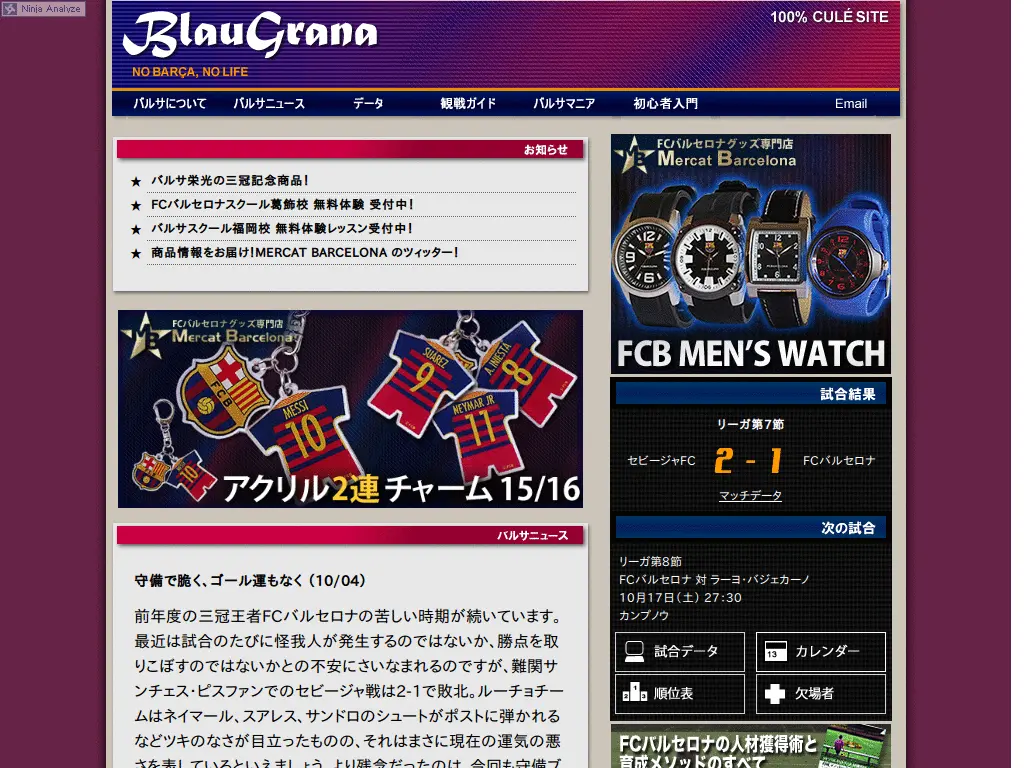 Ninja Analyze
BlauGrana
100% CULÉ SITE
NO BARÇA, NO LIFE
バルサについて
バルサニュース
データ
観戦ガイド
バルサマニア
初心者入門
Email
お知らせ
★ バルサ栄光の三冠記念商品!
★ FCバルセロナスクール葛飾校 無料体験 受付中!
★ バルサスクール福岡校 無料体験レッスン受付中!
★ 商品情報をお届け!MERCAT BARCELONA のツィッター!
FCバルセロナグッズ専門店
Mercat Barcelona
MB
FCB
MESSI
10
SUAREZ
9
A.INIESTA
8
NEYMAR JR
11
アクリル2連チャーム 15/16
バルサニュース
守備で脆く、ゴール運もなく (10/04)
前年度の三冠王者FCバルセロナの苦しい時期が続いています。
最近は試合のたびに怪我人が発生するのではないか、勝点を取
りこぼすのではないかとの不安にさいなまれるのですが、難関サ
ンチェス・ピスファンでのセビージャ戦は2-1で敗北。ルーチョチー
ムはネイマール、スアレス、サンドロのシュートがポストに弾かれる
などツキのなさが目立ったものの、それはまさに現在の運気の悪
さを表しているといえましょう。より残念だったのは、今回も守備ブ
FCバルセロナグッズ専門店
Mercat Barcelona
MB
FCB MEN'S WATCH
試合結果
リーガ第7節
セビージャFC 2 - 1 FCバルセロナ
マッチデータ
次の試合
リーガ第8節
FCバルセロナ 対 ラーヨ・バジェカーノ
10月17日(土) 27:30
カンプノウ
試合データ
13 カレンダー
順位表
欠場者
FCバルセロナの人材獲得術と
育成メソッドのすべて